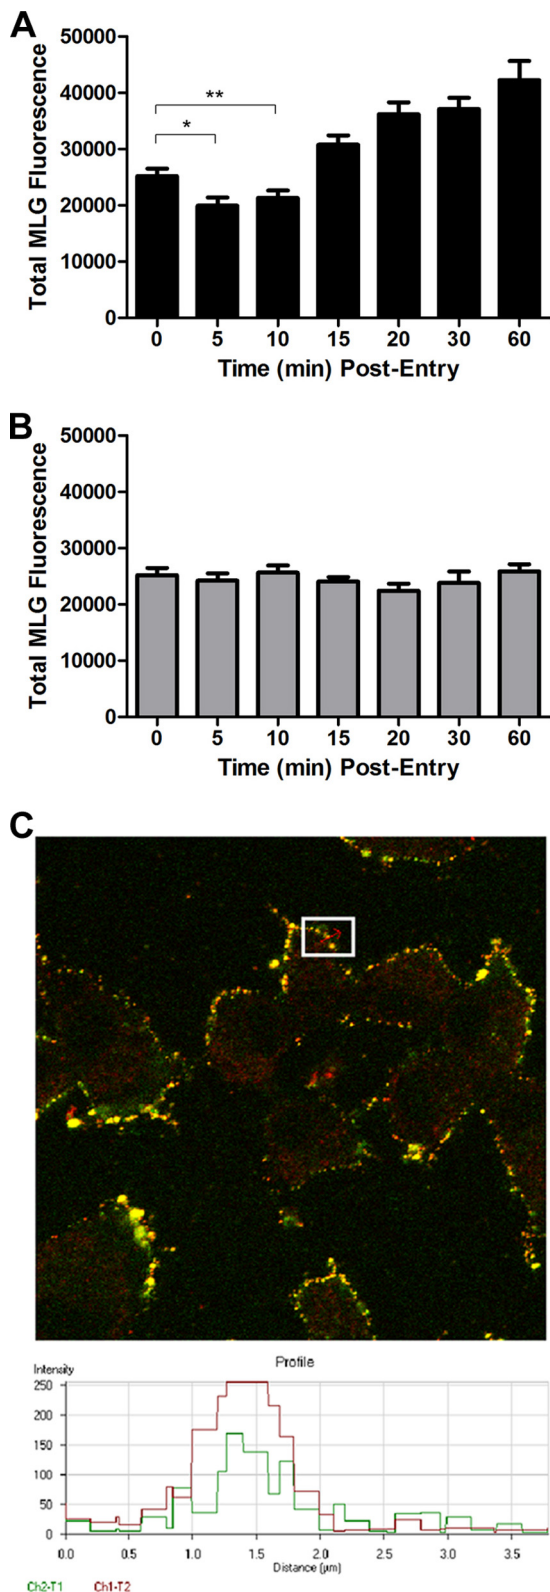 A
Total MLG Fluorescence
50000
40000
30000
20000
10000
0
**
*
0 5 10 15 20 30 60
Time (min) Post-Entry
B
Total MLG Fluorescence
50000
40000
30000
20000
10000
0
0 5 10 15 20 30 60
Time (min) Post-Entry
C
Profile
Intensity
250
200
150
100
50
0
0.0 0.5 1.0 1.5 2.0 2.5 3.0 3.5
Distance (µm)
Ch2-T1 Ch1-T2